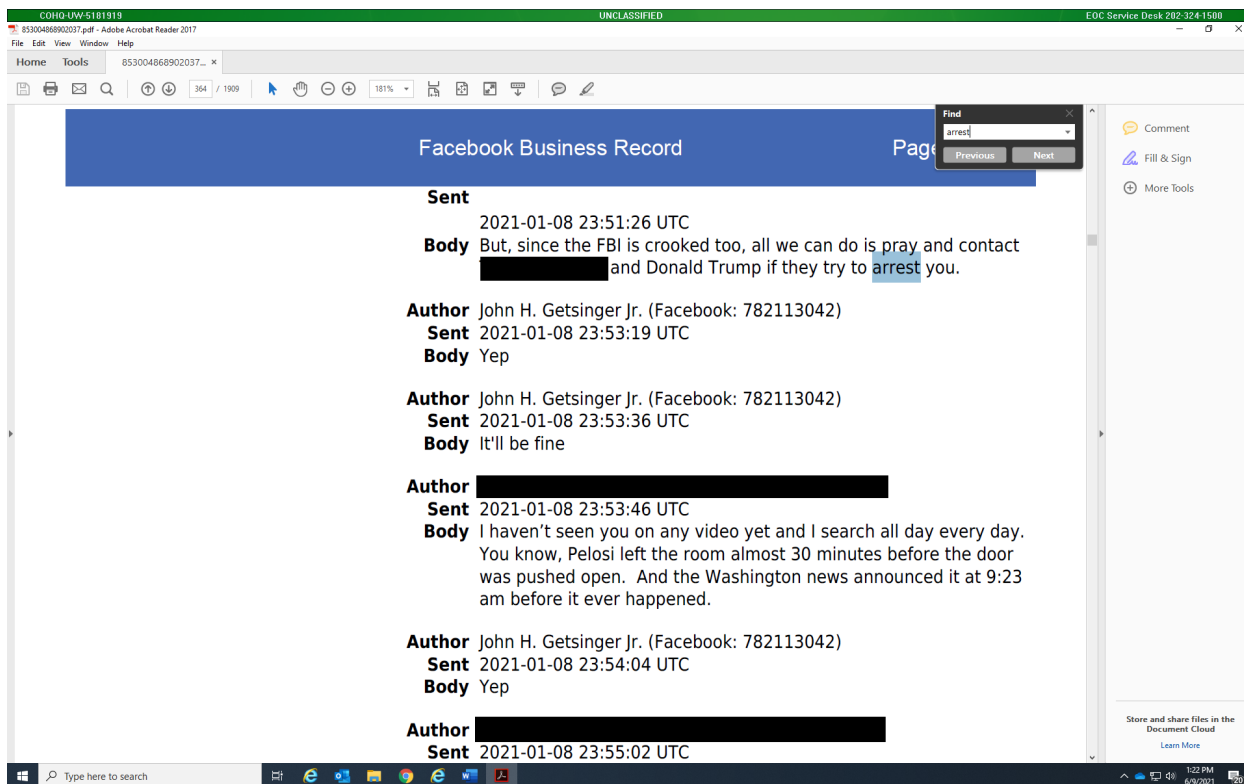 COHQ-UW-5181919 UNCLASSIFIED EOC Service Desk 202-324-1500
853004868902037.pdf - Adobe Acrobat Reader 2017
File Edit View Window Help
Home Tools 853004868902037... ×
364 / 1909 181%
Find
arrest
Previous Next
Comment
Fill & Sign
More Tools
Facebook Business Record Page
Sent
2021-01-08 23:51:26 UTC
Body But, since the FBI is crooked too, all we can do is pray and contact
and Donald Trump if they try to arrest you.
Author John H. Getsinger Jr. (Facebook: 782113042)
Sent 2021-01-08 23:53:19 UTC
Body Yep
Author John H. Getsinger Jr. (Facebook: 782113042)
Sent 2021-01-08 23:53:36 UTC
Body It'll be fine
Author
Sent 2021-01-08 23:53:46 UTC
Body I haven’t seen you on any video yet and I search all day every day.
You know, Pelosi left the room almost 30 minutes before the door
was pushed open. And the Washington news announced it at 9:23
am before it ever happened.
Author John H. Getsinger Jr. (Facebook: 782113042)
Sent 2021-01-08 23:54:04 UTC
Body Yep
Author
Sent 2021-01-08 23:55:02 UTC
Store and share files in the
Document Cloud
Learn More
Type here to search
1:22 PM
6/9/2021
20